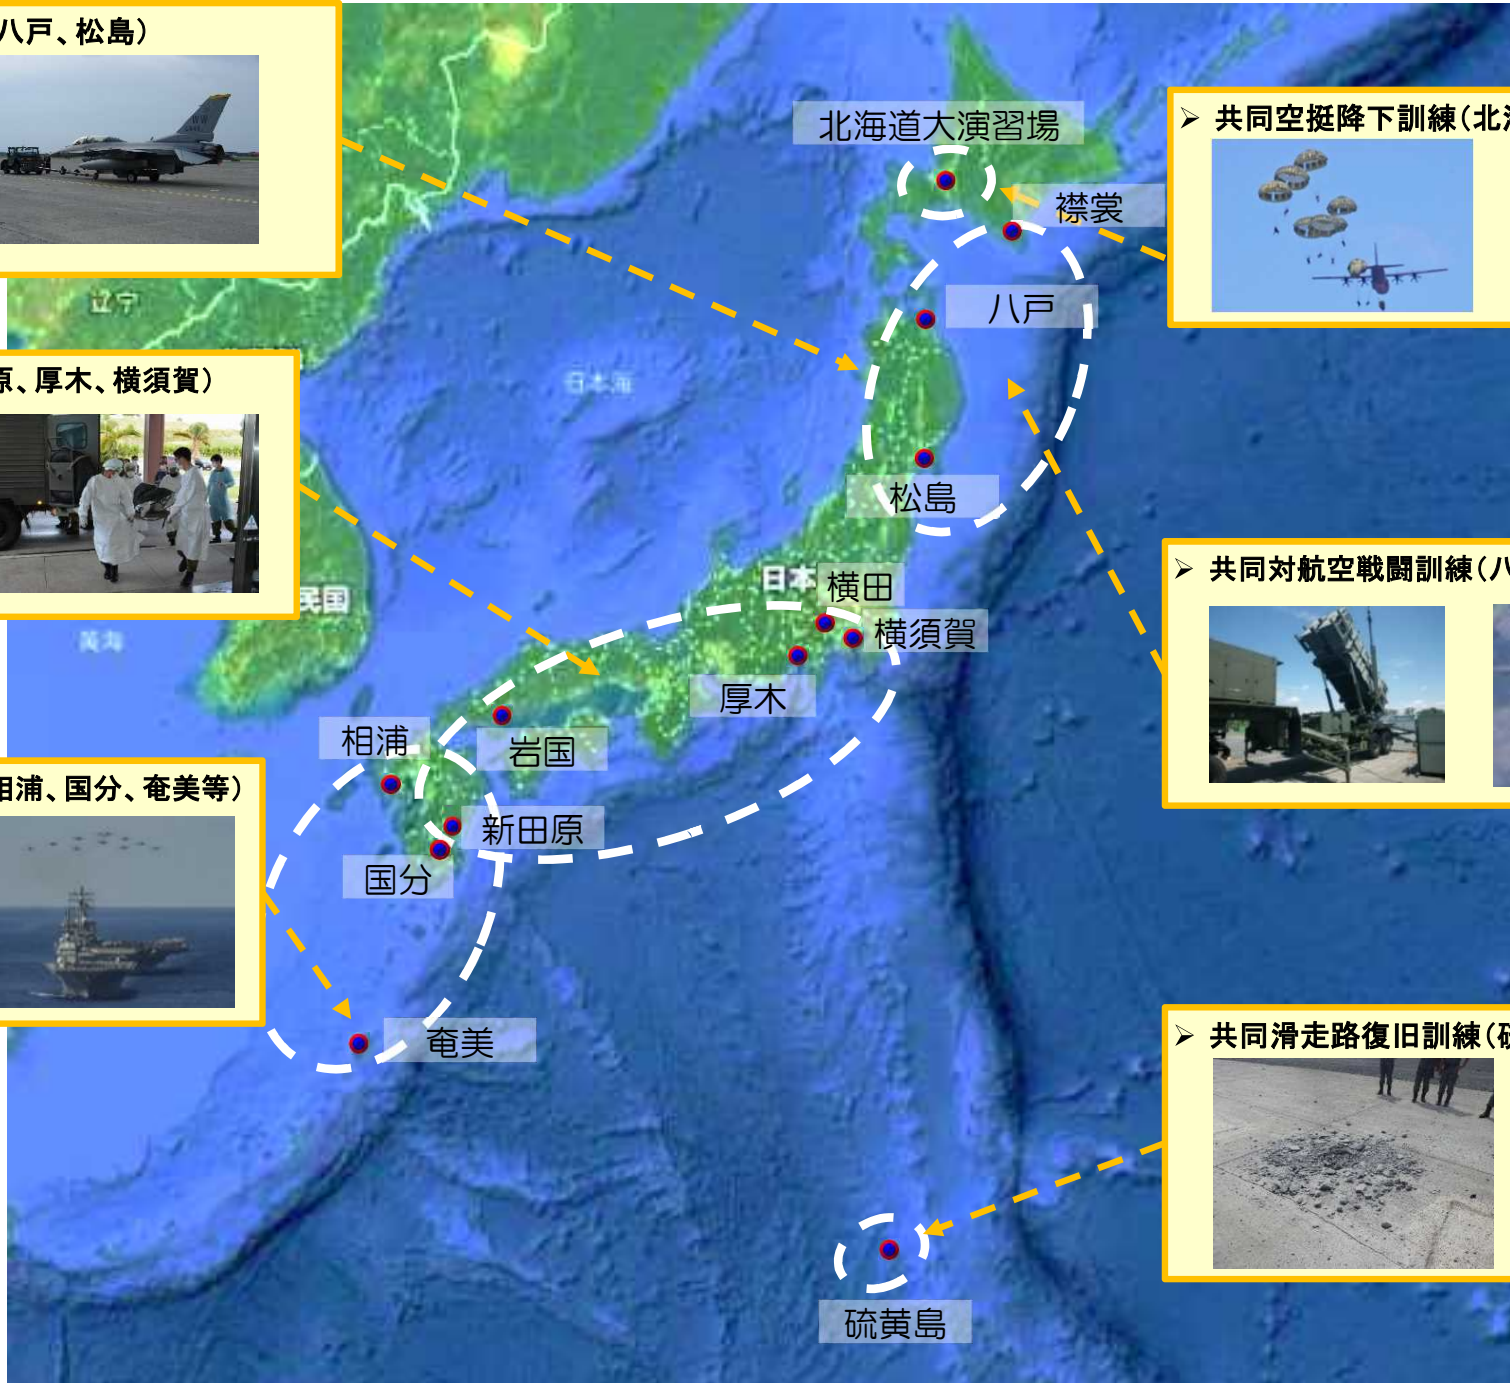 八戸、松島）
北海道大演習場
➢ 共同空挺降下訓練（北海
襟裳
八戸
辽宁
日本海
原、厚木、横須賀）
松島
➢ 共同対航空戦闘訓練（八
日本
横田
民国
横須賀
黄海
厚木
相浦
岩国
相浦、国分、奄美等）
新田原
国分
奄美
➢ 共同滑走路復旧訓練（硫
硫黄島